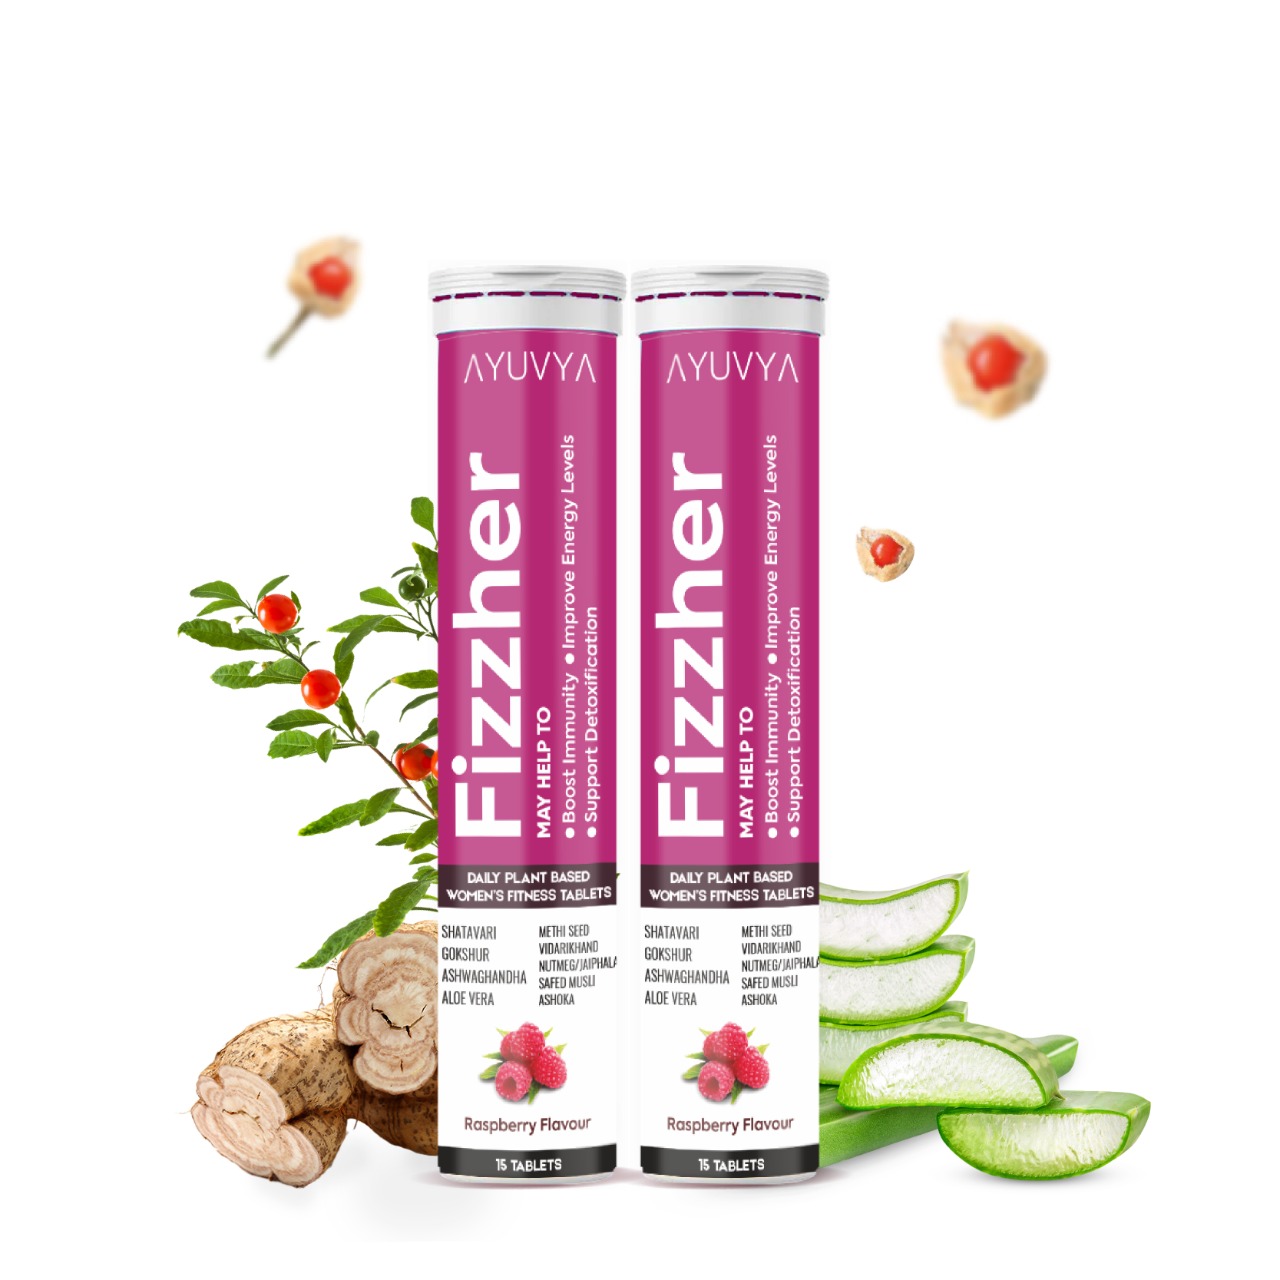 AYUVYA
Fizzher
MAY HELP TO
● Boost Immunity ● Improve Energy Levels
● Support Detoxification
DAILY PLANT BASED
WOMEN'S FITNESS TABLETS
SHATAVARI
GOKSHUR
ASHWAGHANDHA
ALOE VERA
METHI SEED
VIDARIKHAND
NUTMEG/JAIPHALA
SAFED MUSLI
ASHOKA
Raspberry Flavour
15 TABLETS
AYUVYA
Fizzher
MAY HELP TO
● Boost Immunity ● Improve Energy Levels
● Support Detoxification
DAILY PLANT BASED
WOMEN'S FITNESS TABLETS
SHATAVARI
GOKSHUR
ASHWAGHANDHA
ALOE VERA
METHI SEED
VIDARIKHAND
NUTMEG/JAIPHALA
SAFED MUSLI
ASHOKA
Raspberry Flavour
15 TABLETS